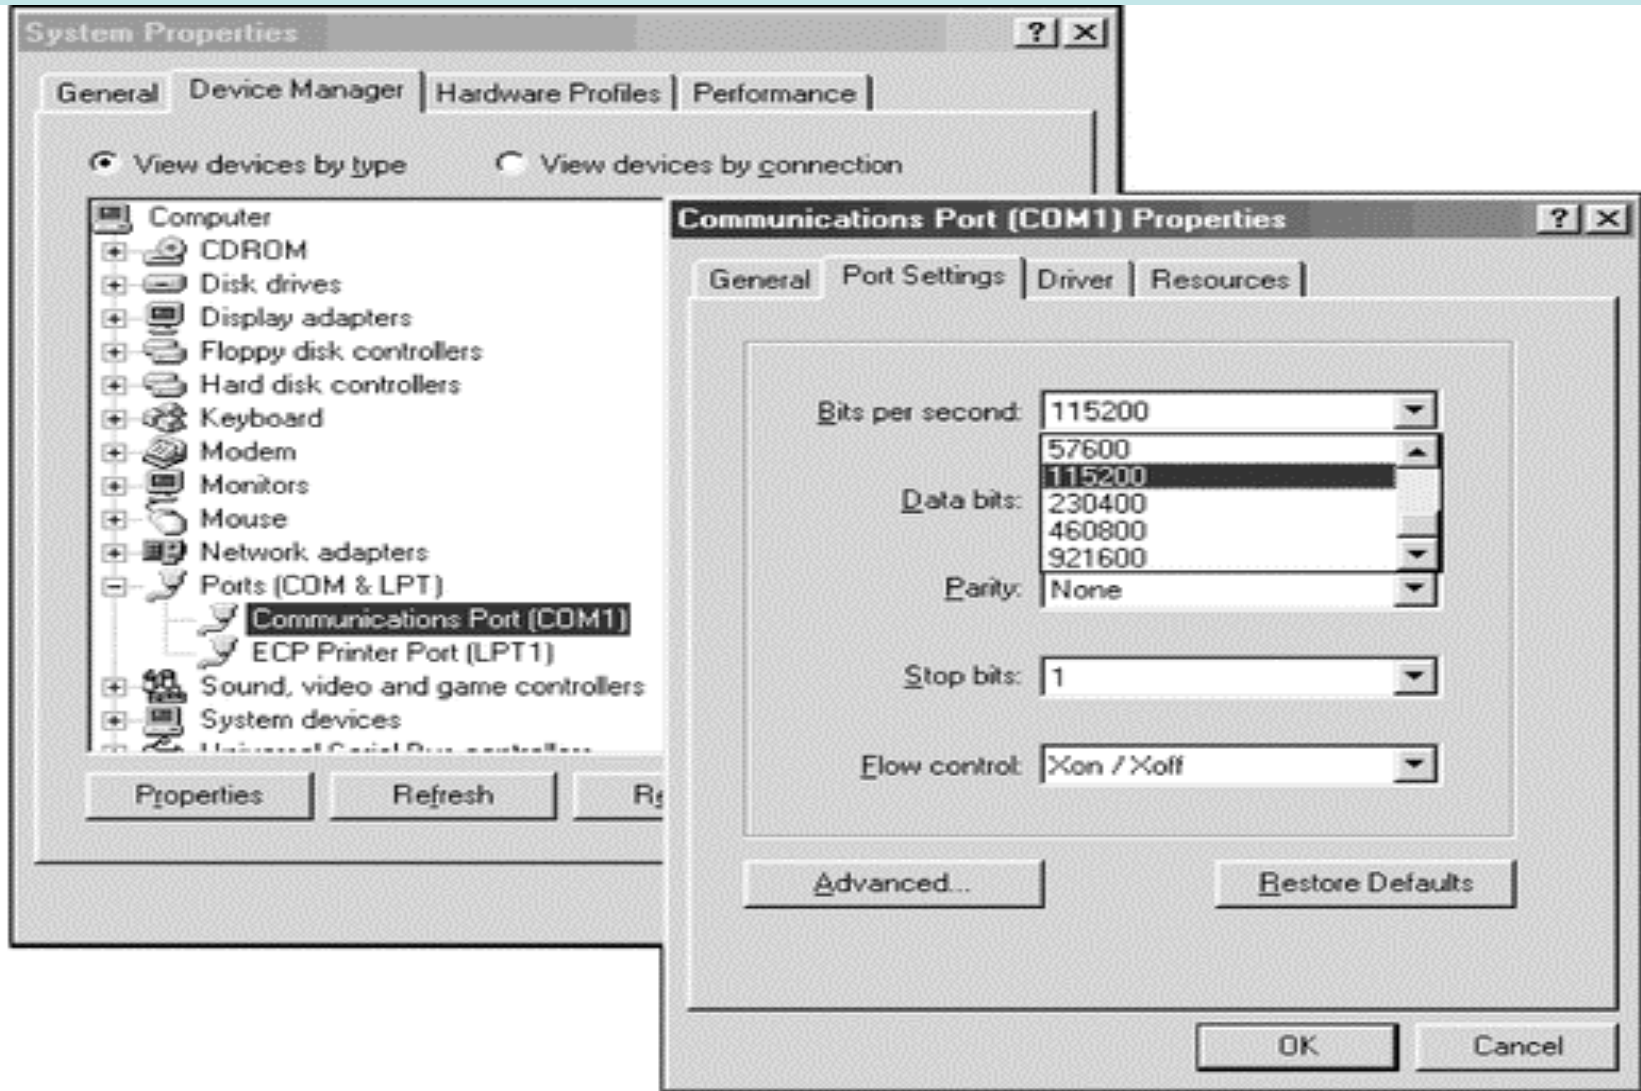 System Properties
General Device Manager Hardware Profiles Performance
View devices by type View devices by connection
Computer
CDROM
Disk drives
Display adapters
Floppy disk controllers
Hard disk controllers
Keyboard
Modem
Monitors
Mouse
Network adapters
Ports (COM & LPT)
Communications Port (COM1)
ECP Printer Port (LPT1)
Sound, video and game controllers
System devices
Properties Refresh
Communications Port (COM1) Properties
General Port Settings Driver Resources
Bits per second: 115200
57600
115200
Data bits: 230400
460800
921600
Parity: None
Stop bits: 1
Flow control: Xon / Xoff
Advanced... Restore Defaults
OK Cancel